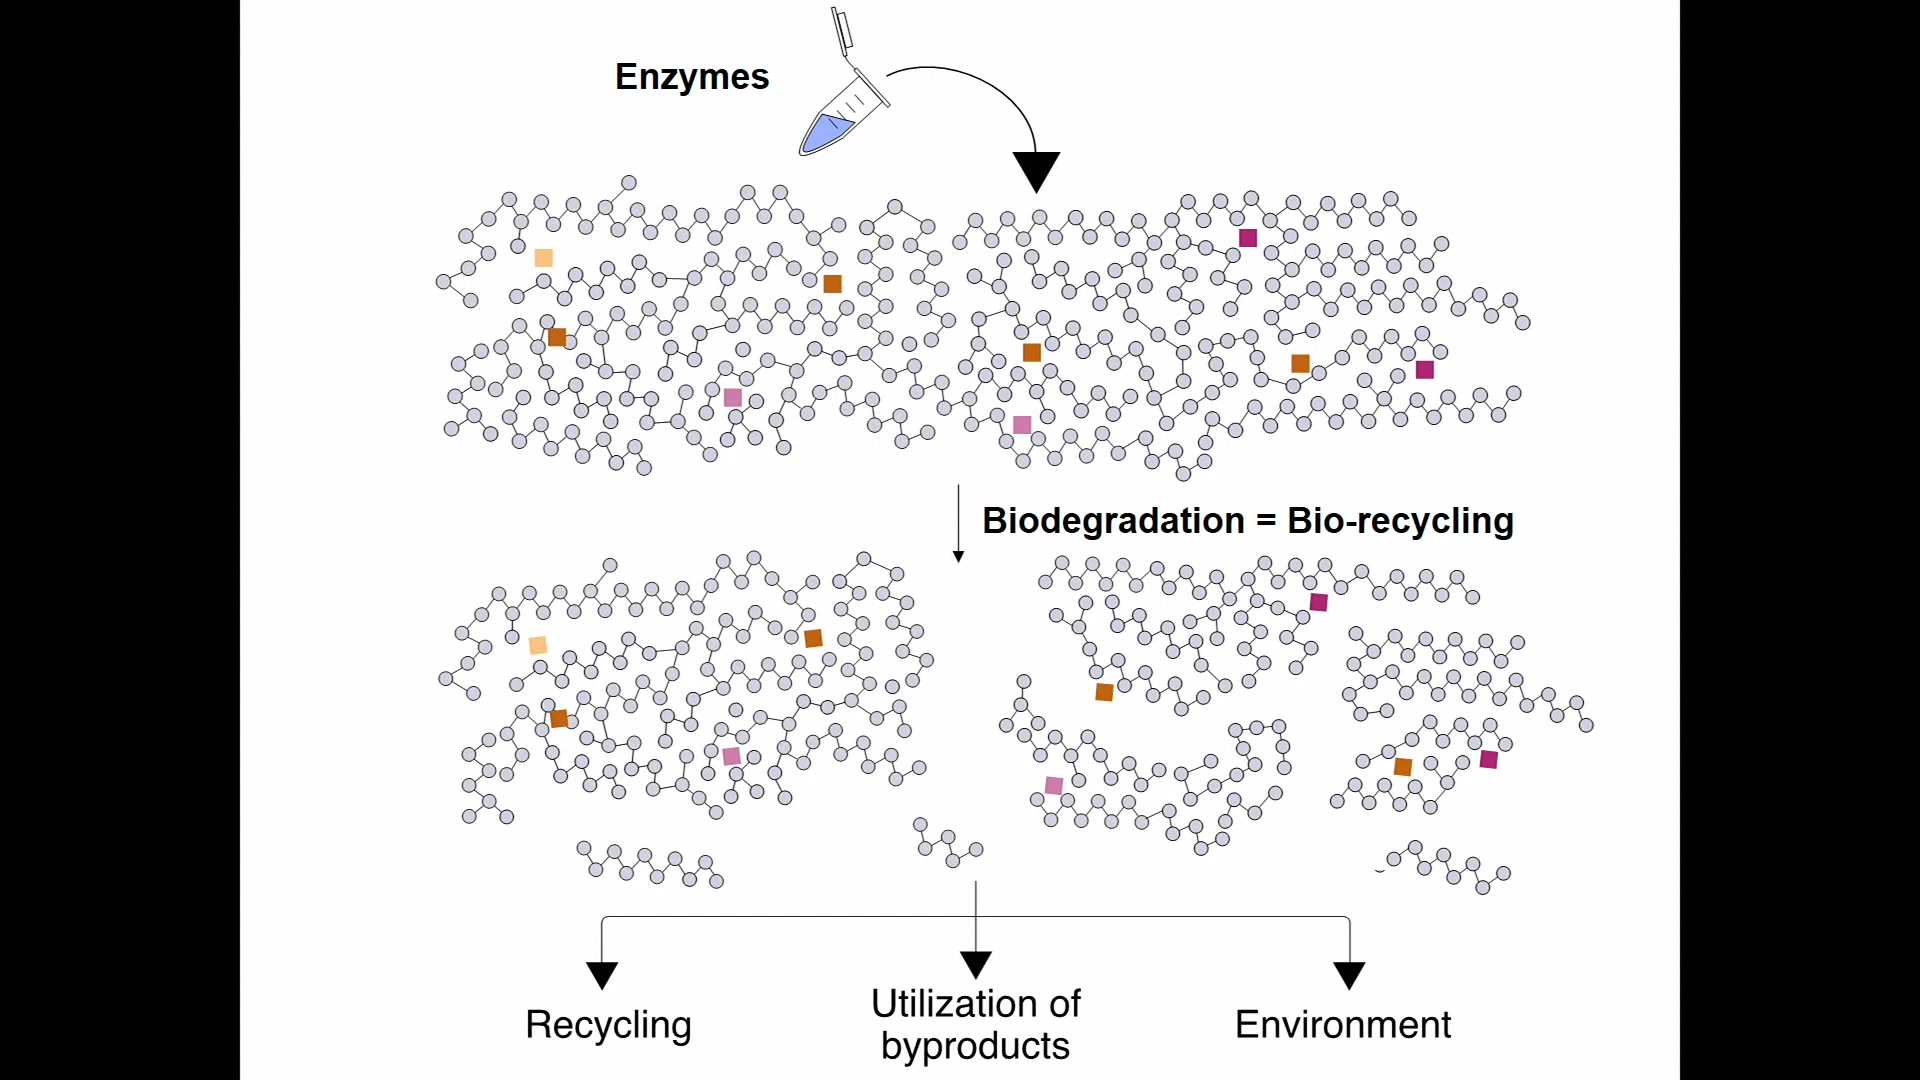 Enzymes
Biodegradation = Bio-recycling
Recycling
Utilization of
byproducts
Environment